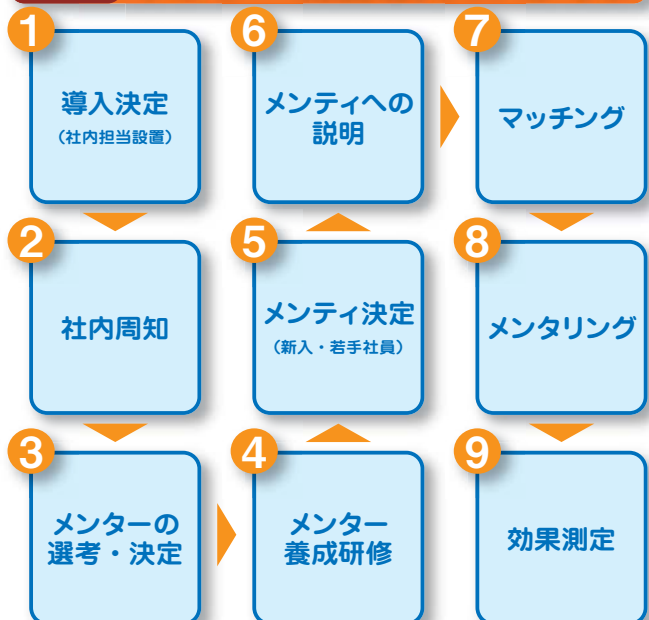 1
導入決定
（社内担当設置）
2
社内周知
3
メンターの
選考・決定
4
メンター
養成研修
5
メンティ決定
（新入・若手社員）
6
メンティへの
説明
7
マッチング
8
メンタリング
9
効果測定